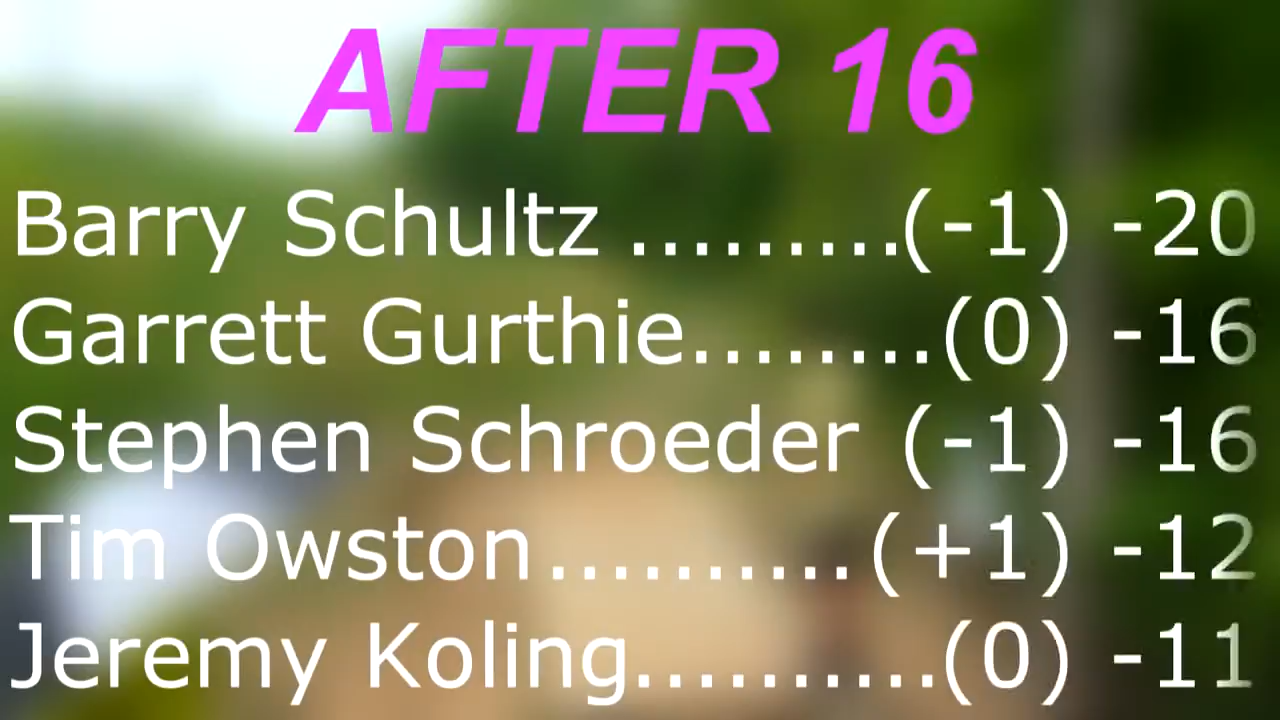 AFTER 16
Barry Schultz .........(-1) -20
Garrett Gurthie........(0) -16
Stephen Schroeder (-1) -16
Tim Owston..........(+1) -12
Jeremy Koling..........(0) -11